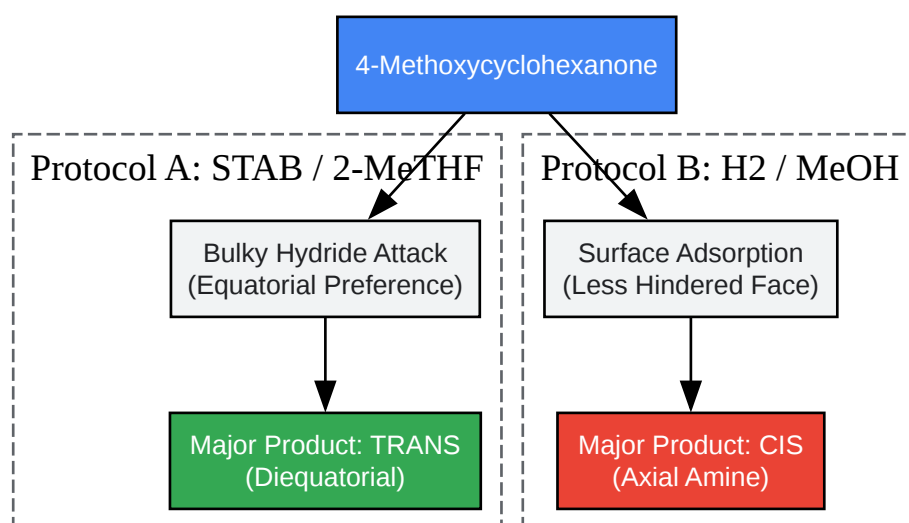 4-Methoxycyclohexanone
Protocol A: STAB / 2-MeTHF
Bulky Hydride Attack
(Equatorial Preference)
Major Product: TRANS
(Diequatorial)
Protocol B: H2 / MeOH
Surface Adsorption
(Less Hindered Face)
Major Product: CIS
(Axial Amine)